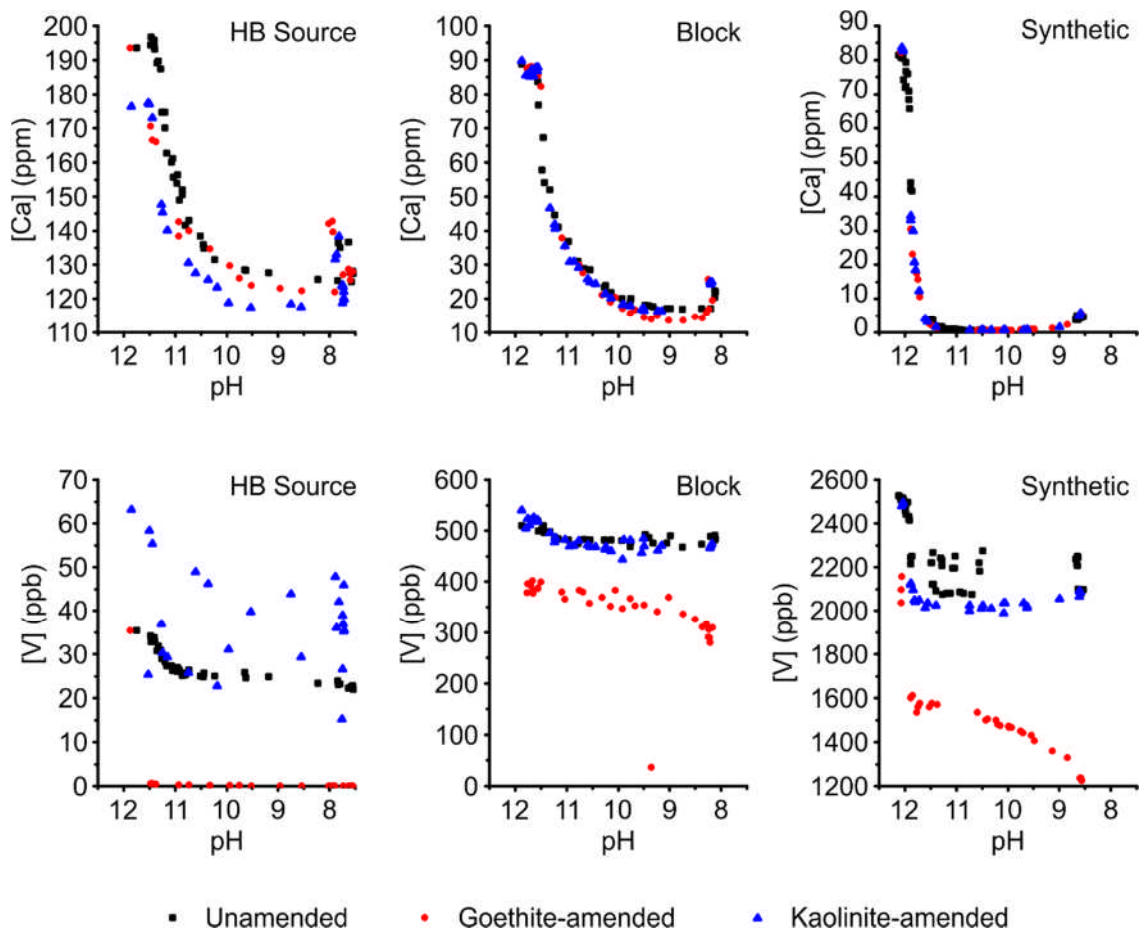 HB Source
Block
Synthetic
[Ca] (ppm)
200
190
180
170
160
150
140
130
120
110
12 11 10 9 8
pH
[Ca] (ppm)
100
90
80
70
60
50
40
30
20
10
12 11 10 9 8
pH
[Ca] (ppm)
90
80
70
60
50
40
30
20
10
0
12 11 10 9 8
pH
HB Source
Block
Synthetic
[V] (ppb)
70
60
50
40
30
20
10
0
12 11 10 9 8
pH
[V] (ppb)
600
500
400
300
200
100
0
12 11 10 9 8
pH
[V] (ppb)
2600
2400
2200
2000
1800
1600
1400
1200
12 11 10 9 8
pH
Unamended
Goethite-amended
Kaolinite-amended